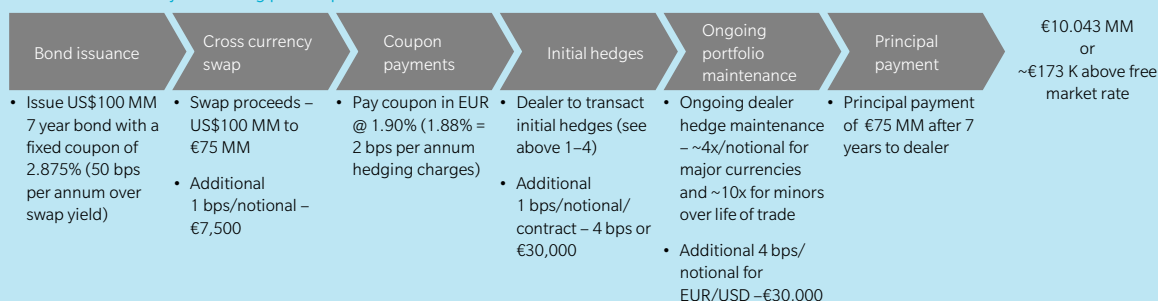 Bond issuance
Cross currency
swap
Coupon
payments
Initial hedges
Ongoing
portfolio
maintenance
Principal
payment
€10.043 MM
or
~€173 K above free
market rate
• Issue US$100 MM
7 year bond with a
fixed coupon of
2.875% (50 bps
per annum over
swap yield)
• Swap proceeds –
US$100 MM to
€75 MM
• Additional
1 bps/notional –
€7,500
• Pay coupon in EUR
@ 1.90% (1.88% =
2 bps per annum
hedging charges)
• Dealer to transact
initial hedges (see
above 1–4)
• Additional
1 bps/notional/
contract – 4 bps or
€30,000
• Ongoing dealer
hedge maintenance
– ~4x/notional for
major currencies
and ~10x for minors
over life of trade
• Additional 4 bps/
notional for
EUR/USD –€30,000
• Principal payment
of €75 MM after 7
years to dealer